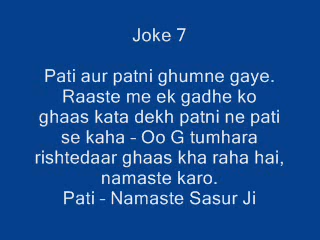 Joke 7
Pati aur patni ghumne gaye.
Raaste me ek gadhe ko
ghaas kata dekh patni ne pati
se kaha - Oo G tumhara
rishtedaar ghaas kha raha hai,
namaste karo.
Pati - Namaste Sasur Ji